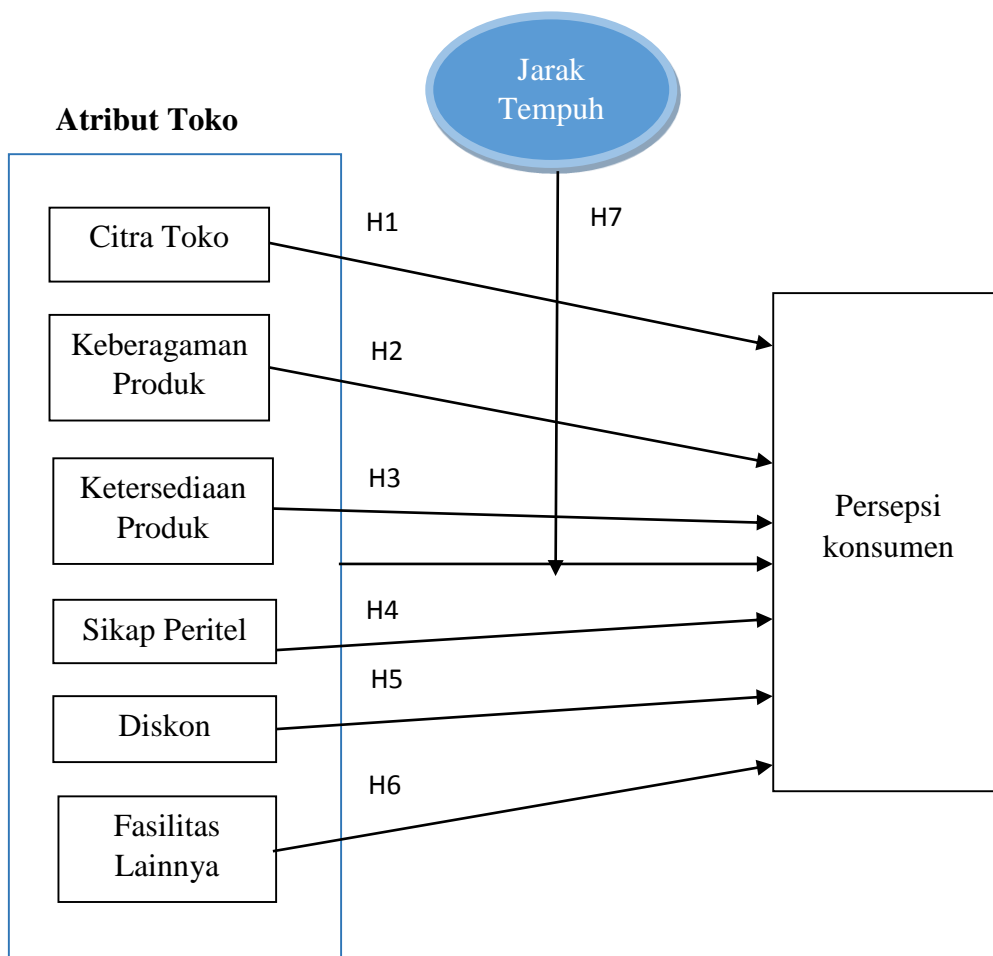 Jarak
Tempuh
Atribut Toko
Citra Toko
H1
H7
Keberagaman
Produk
H2
Ketersediaan
Produk
H3
Persepsi
konsumen
Sikap Peritel
H4
Diskon
H5
Fasilitas
Lainnya
H6